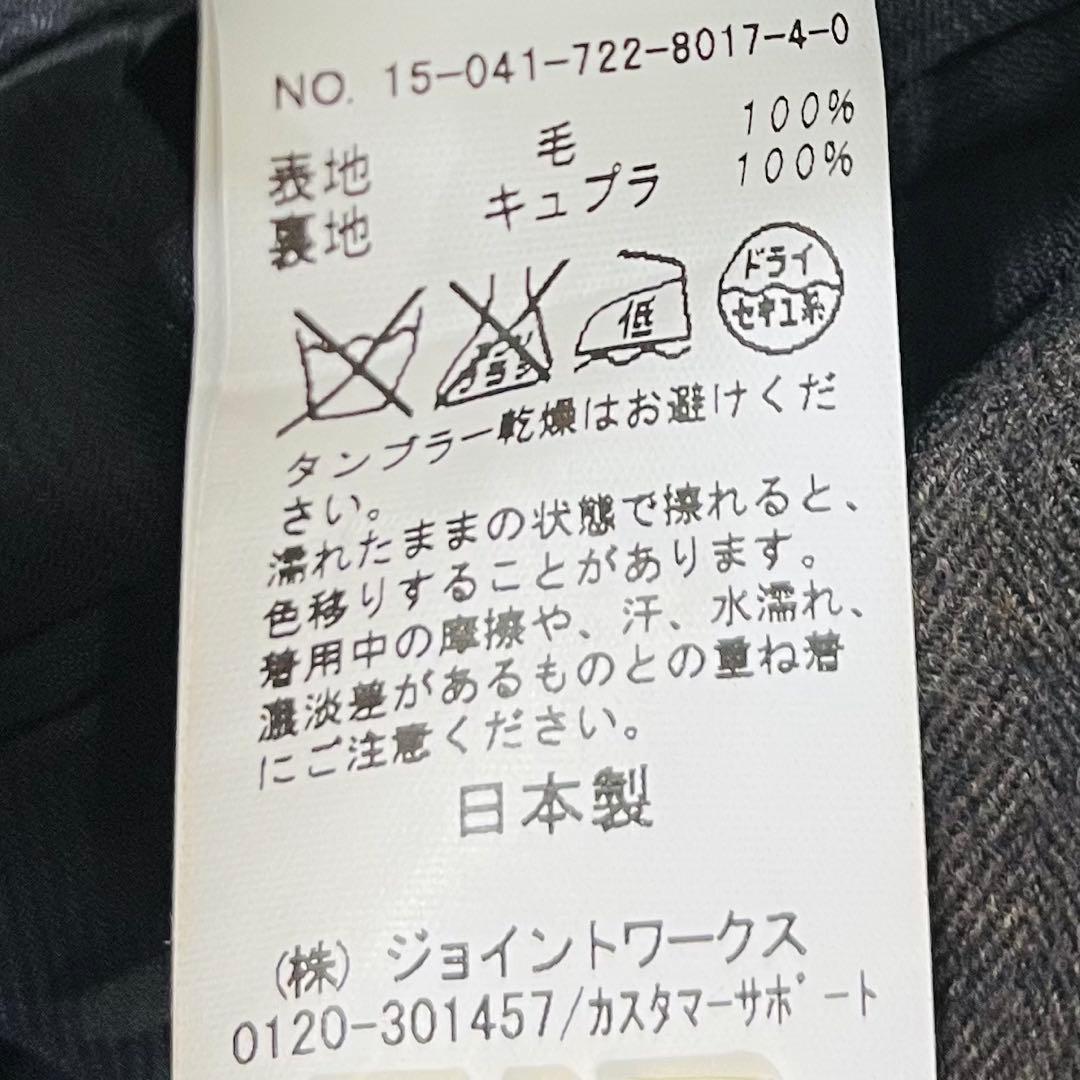 NO. 15-041-722-8017-4-0
表地 毛 100%
裏地 キュプラ 100%
エンソサラシ 低 ドライ セキユ系
タンブラー乾燥はお避けくだ
さい。
濡れたままの状態で擦れると、
色移りすることがあります。
着用中の摩擦や、汗、水濡れ、
濃淡差があるものとの重ね着
にご注意ください。
日本製
(株)ジョイントワークス
0120-301457/カスタマーサポート